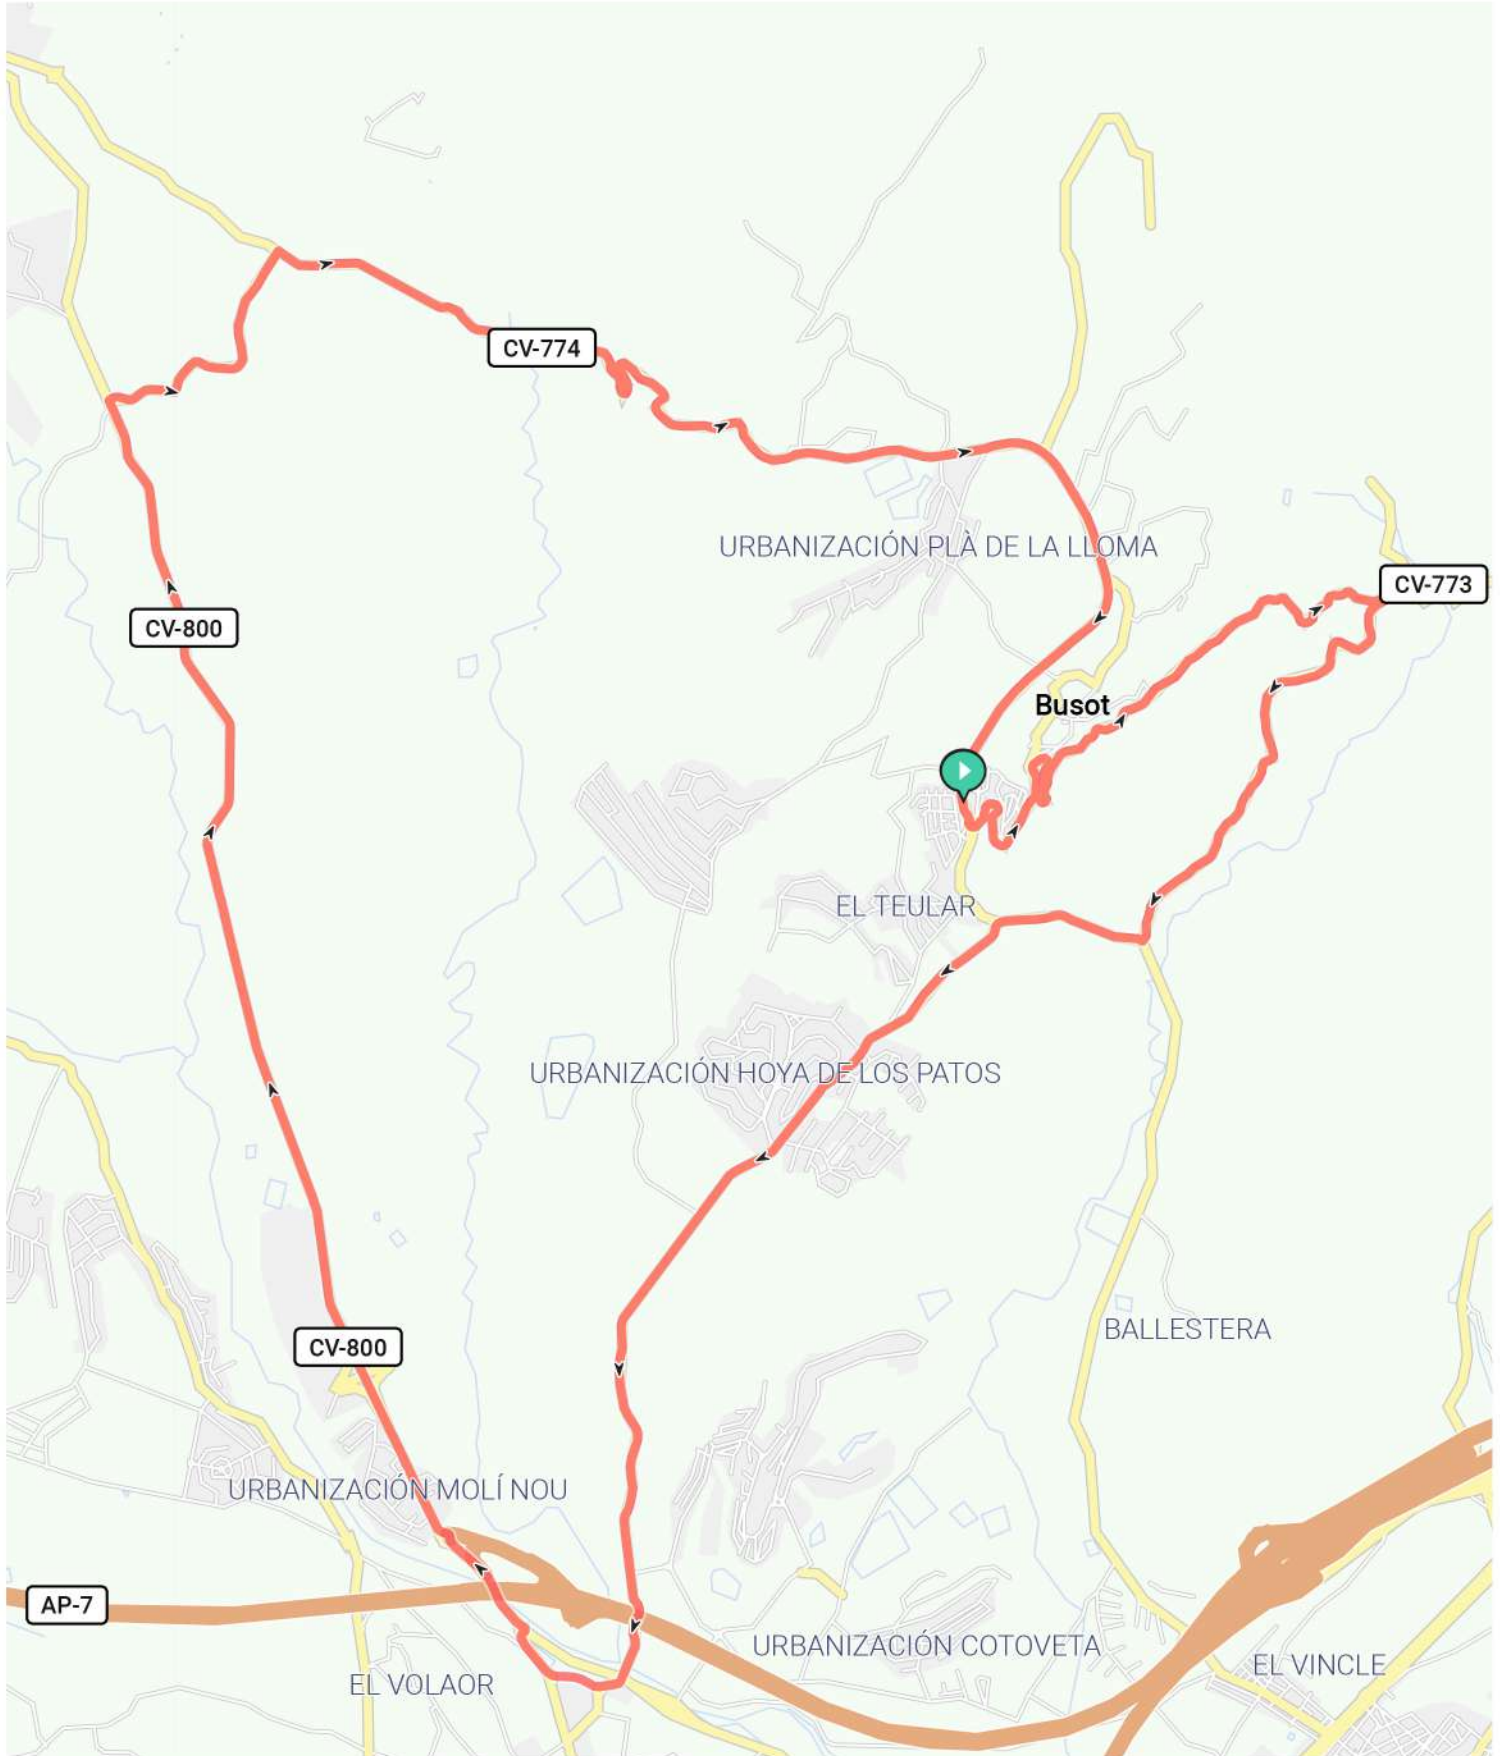 CV-774
URBANIZACIÓN PLÀ DE LA LLOMA
CV-773
CV-800
Busot
EL TEULAR
URBANIZACIÓN HOYA DE LOS PATOS
BALLESTERA
CV-800
URBANIZACIÓN MOLÍ NOU
AP-7
URBANIZACIÓN COTOVETA
EL VINCLE
EL VOLAOR